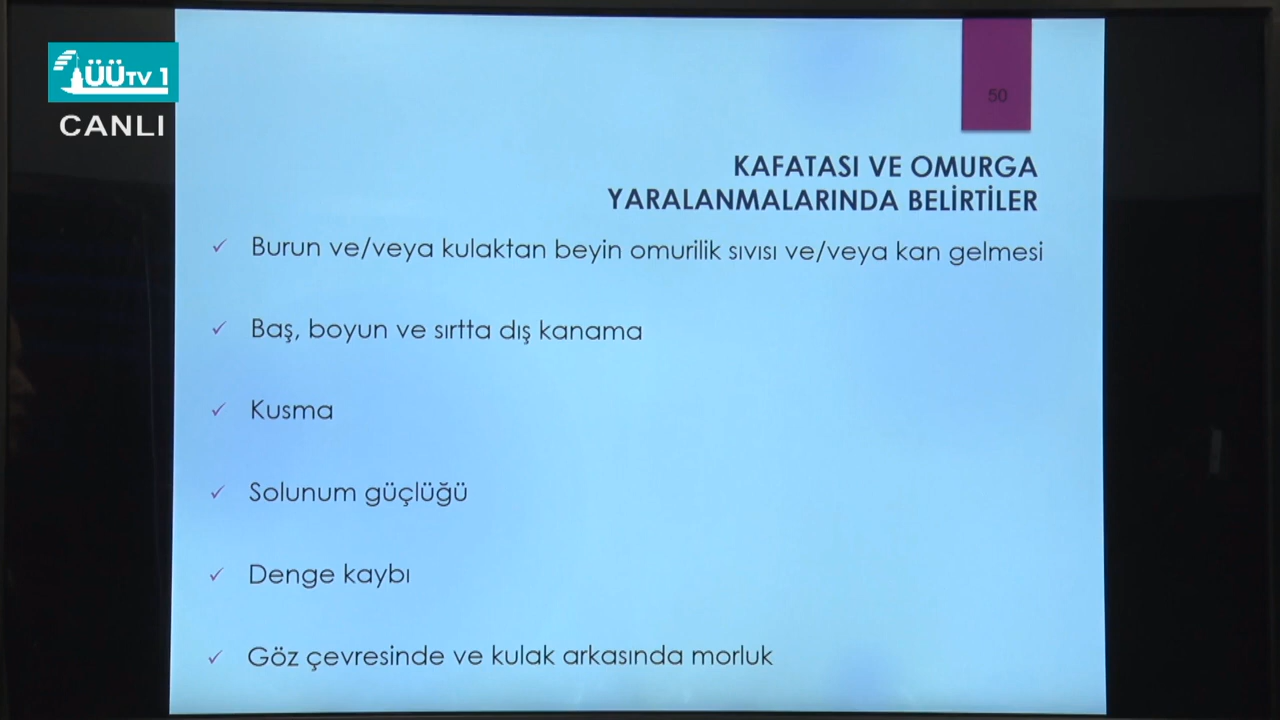 ÜÜTV 1
CANLI
50
KAFATASI VE OMURGA
YARALANMALARINDA BELİRTİLER
✓ Burun ve/veya kulaktan beyin omurilik sıvısı ve/veya kan gelmesi
✓ Baş, boyun ve sırtta dış kanama
✓ Kusma
✓ Solunum güçlüğü
✓ Denge kaybı
✓ Göz çevresinde ve kulak arkasında morluk